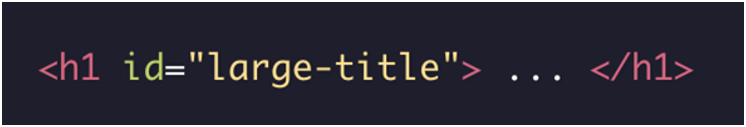 <h1 id="large-title"> ... </h1>